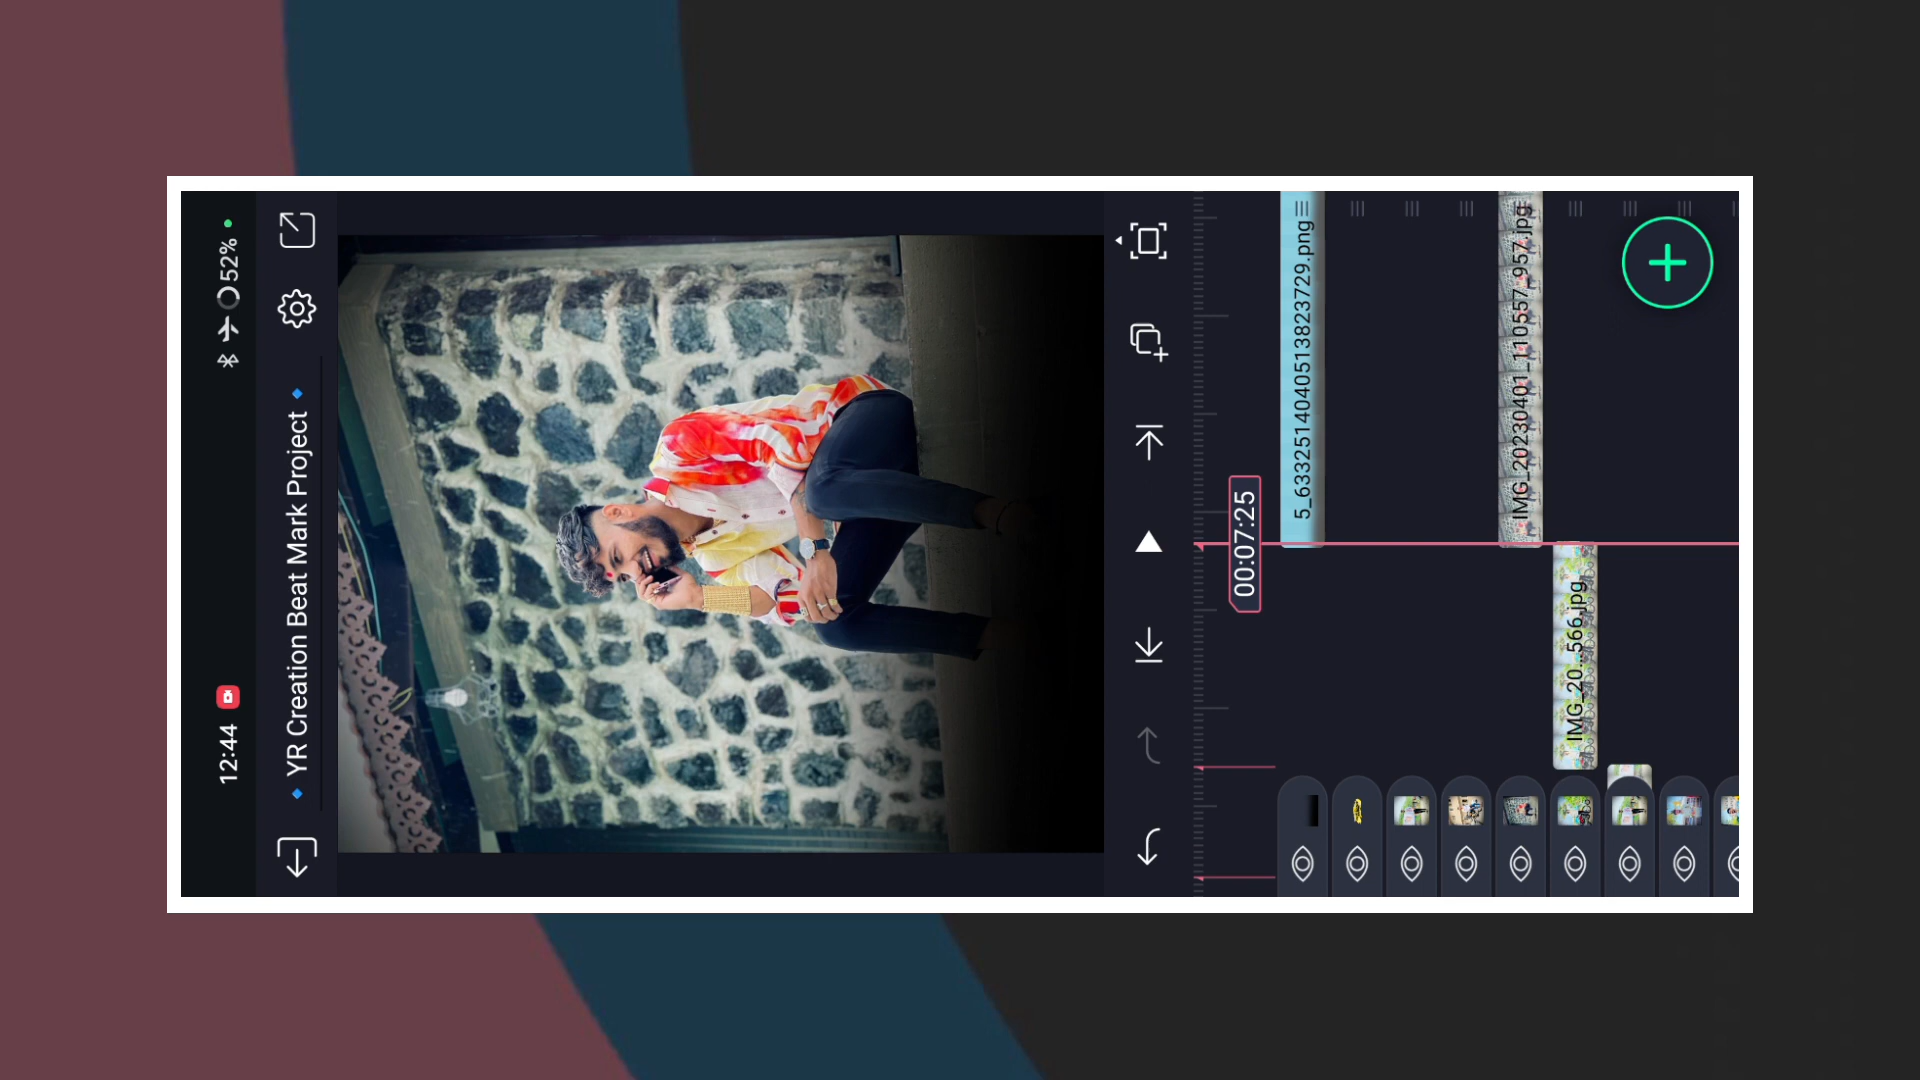 12:44
52%
🔹 YR Creation Beat Mark Project 🔹
00:07:25
5_6332514040513823729.png
IMG_20230401_110557_957.jpg
IMG_20...566.jpg